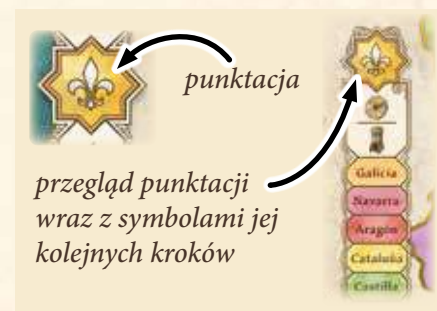 punktacja
przegląd punktacji
wraz z symbolami jej
kolejnych kroków
Galicia
Navarra
Aragón
Cataluña
Castilla